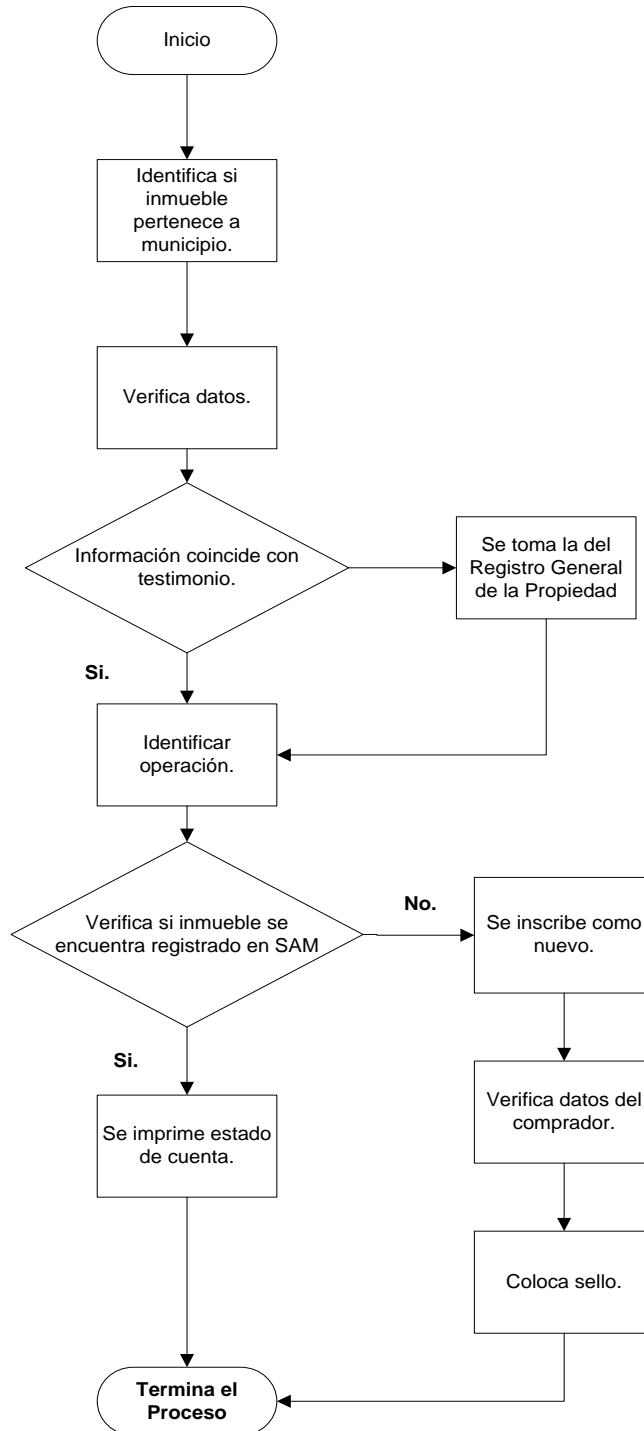 Inicio
Identifica si
inmueble
pertenece a
municipio.
Verifica datos.
Información coincide con
testimonio.
Se toma la del
Registro General
de la Propiedad
Si.
Identificar
operación.
Verifica si inmueble se
encuentra registrado en SAM
No.
Se inscribe como
nuevo.
Si.
Verifica datos del
comprador.
Se imprime estado
de cuenta.
Coloca sello.
Termina el
Proceso